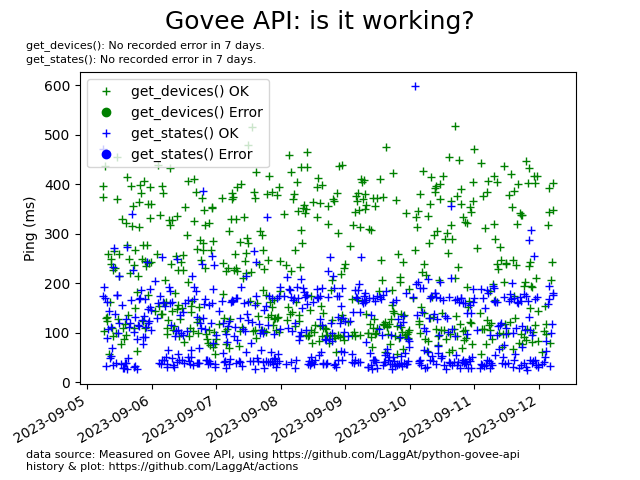 Govee API: is it working?
get_devices(): No recorded error in 7 days.
get_states(): No recorded error in 7 days.
600
500
400
300
200
100
0
Ping (ms)
get_devices() OK
get_devices() Error
get_states() OK
get_states() Error
2023-09-05
2023-09-06
2023-09-07
2023-09-08
2023-09-09
2023-09-10
2023-09-11
2023-09-12
data source: Measured on Govee API, using https://github.com/LaggAt/python-govee-api
history & plot: https://github.com/LaggAt/actions